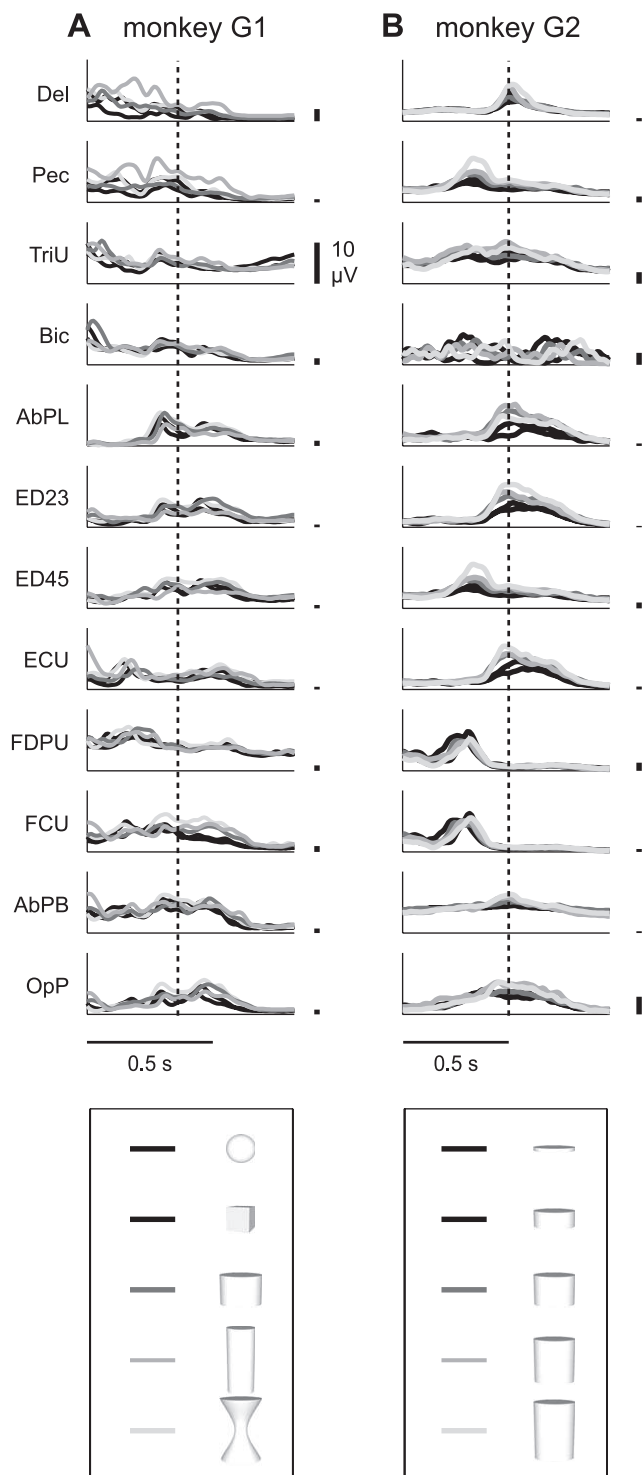 A monkey G1
B monkey G2
Del
Pec
TriU
10
µV
Bic
AbPL
ED23
ED45
ECU
FDPU
FCU
AbPB
OpP
0.5 s
0.5 s